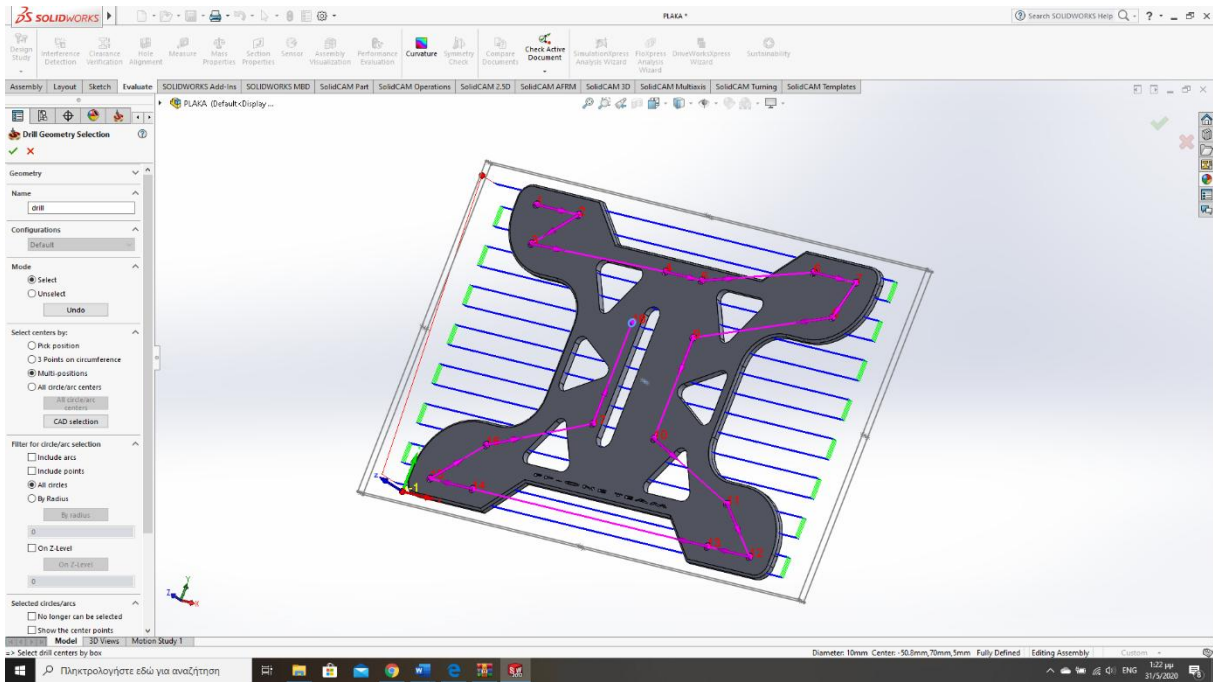 SOLIDWORKS
PLAKA *
Search SOLIDWORKS Help
Design Study
Interference Detection
Clearance Verification
Hole Alignment
Measure
Mass Properties
Section Properties
Sensor
Assembly Visualization
Performance Evaluation
Curvature
Symmetry Check
Compare Documents
Check Active Document
SimulationXpress Analysis Wizard
FloXpress Analysis Wizard
DriveWorksXpress Wizard
Sustainability
Assembly Layout Sketch Evaluate SOLIDWORKS Add-Ins SOLIDWORKS MBD SolidCAM Part SolidCAM Operations SolidCAM 2.5D SolidCAM AFRM SolidCAM 3D SolidCAM Multiaxis SolidCAM Turning SolidCAM Templates
PLAKA (Default<Display ...
Drill Geometry Selection
Geometry
Name
drill
Configurations
Default
Mode
Select
Unselect
Undo
Select centers by:
Pick position
3 Points on circumference
Multi-positions
All circle/arc centers
All circle/arc centers
CAD selection
Filter for circle/arc selection
Include arcs
Include points
All circles
By Radius
By radius
0
On Z-Level
On Z-Level
0
Selected circles/arcs
No longer can be selected
Show the center points
Model 3D Views Motion Study 1
=> Select drill centers by box
Diameter: 10mm Center: -50.8mm,70mm,5mm Fully Defined Editing Assembly Custom
Πληκτρολογήστε εδώ για αναζήτηση
ENG
1:22 μμ
31/5/2020